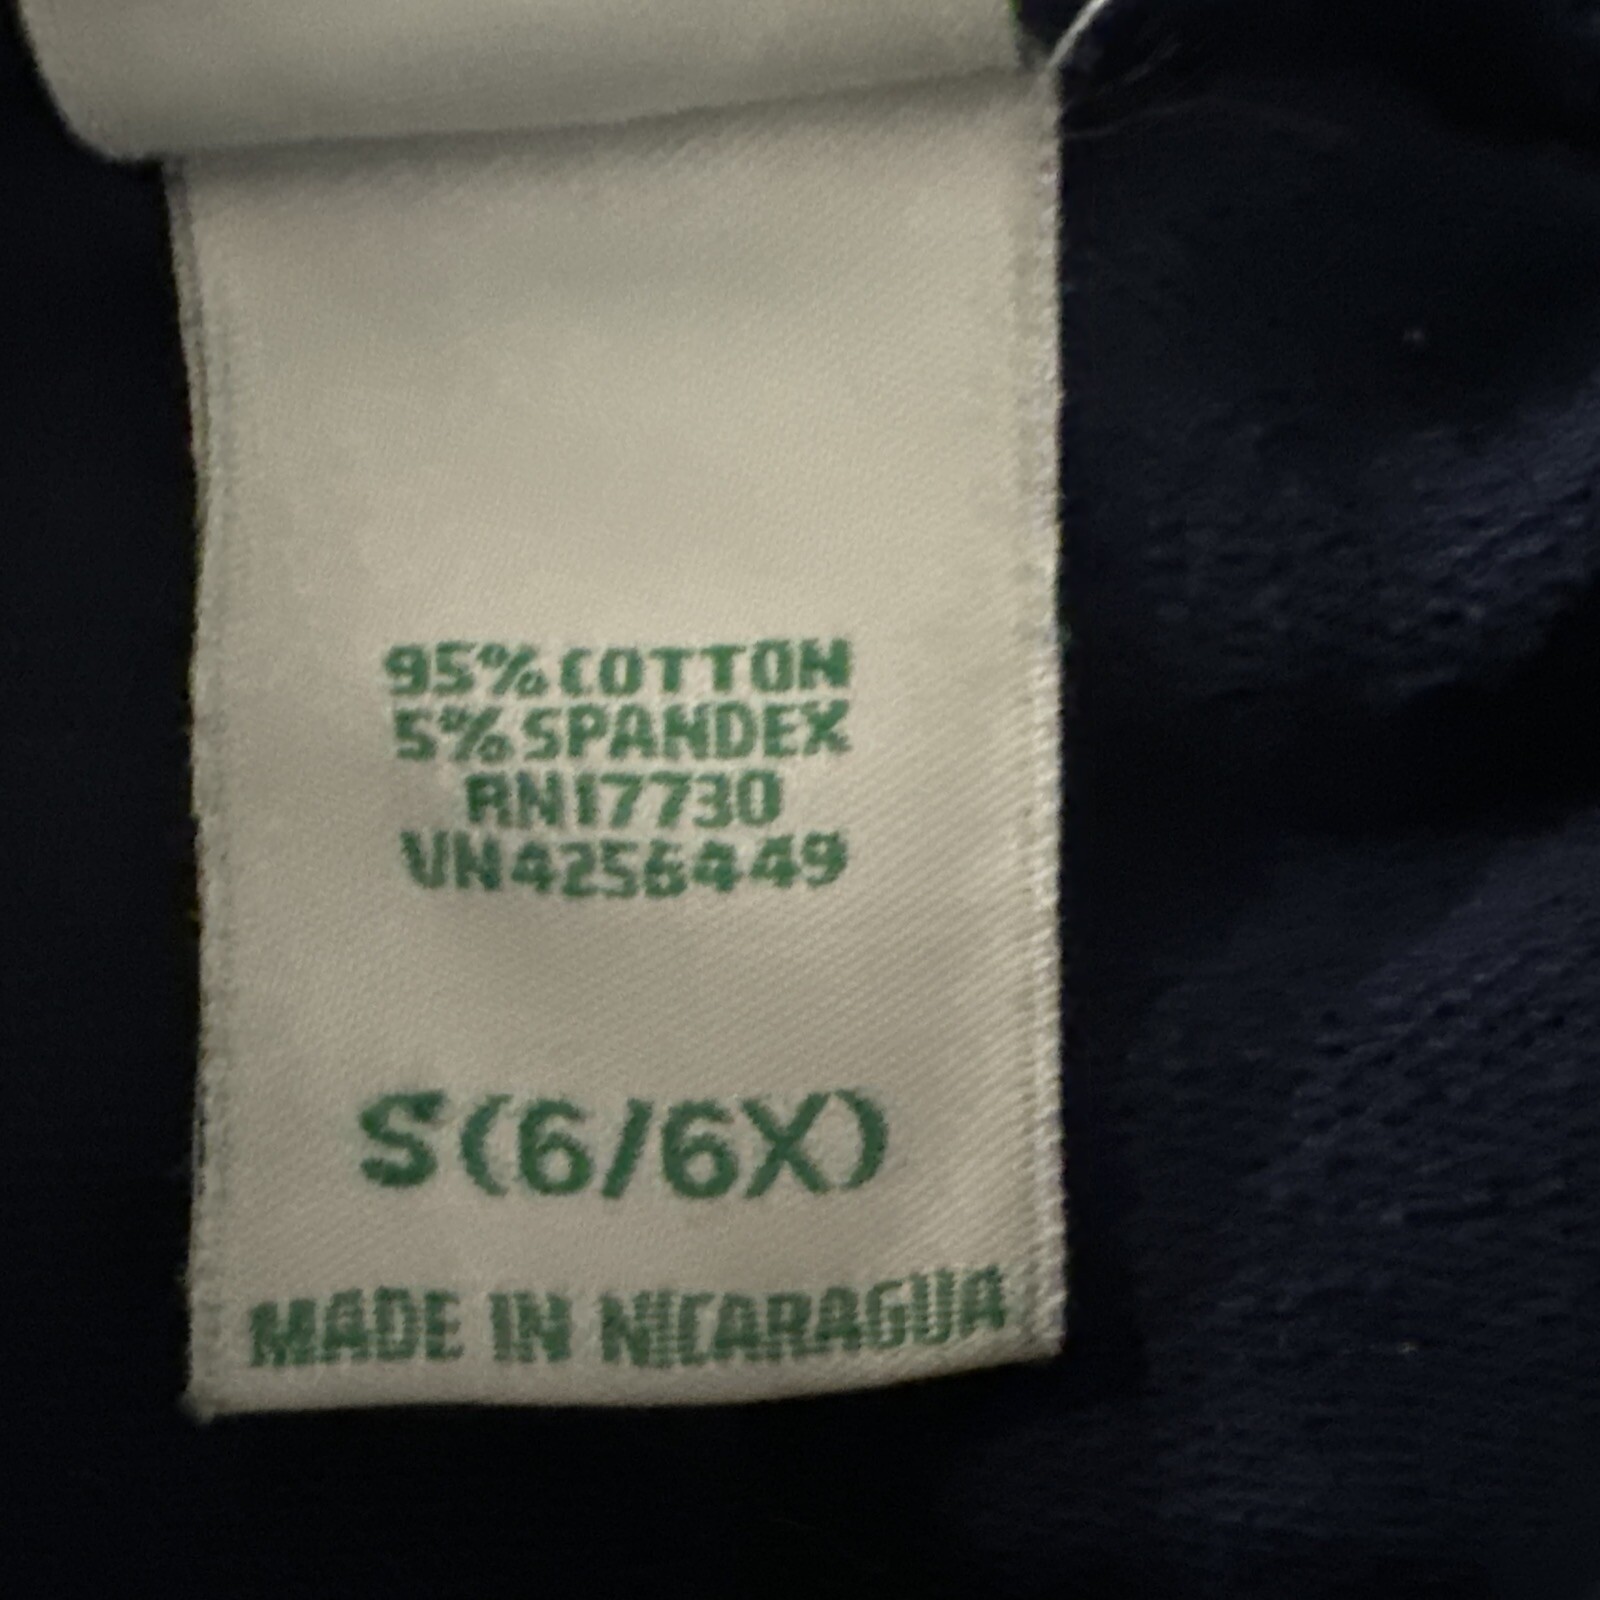 95% COTTON
5% SPANDEX
RN17730
VN4256449
S(6/6X)
MADE IN NICARAGUA